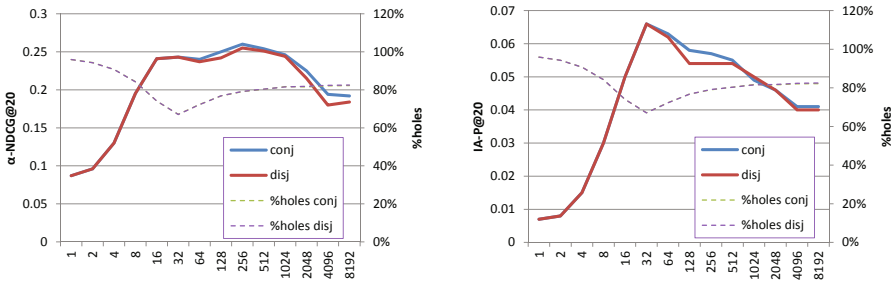 α-NDCG@20
0.3
0.25
0.2
0.15
0.1
0.05
0
120%
100%
80%
60%
40%
20%
0%
%holes
conj
disj
%holes conj
%holes disj
1 2 4 8 16 32 64 128 256 512 1024 2048 4096 8192
IA-P@20
0.07
0.06
0.05
0.04
0.03
0.02
0.01
0
120%
100%
80%
60%
40%
20%
0%
%holes
conj
disj
%holes conj
%holes disj
1 2 4 8 16 32 64 128 256 512 1024 2048 4096 8192